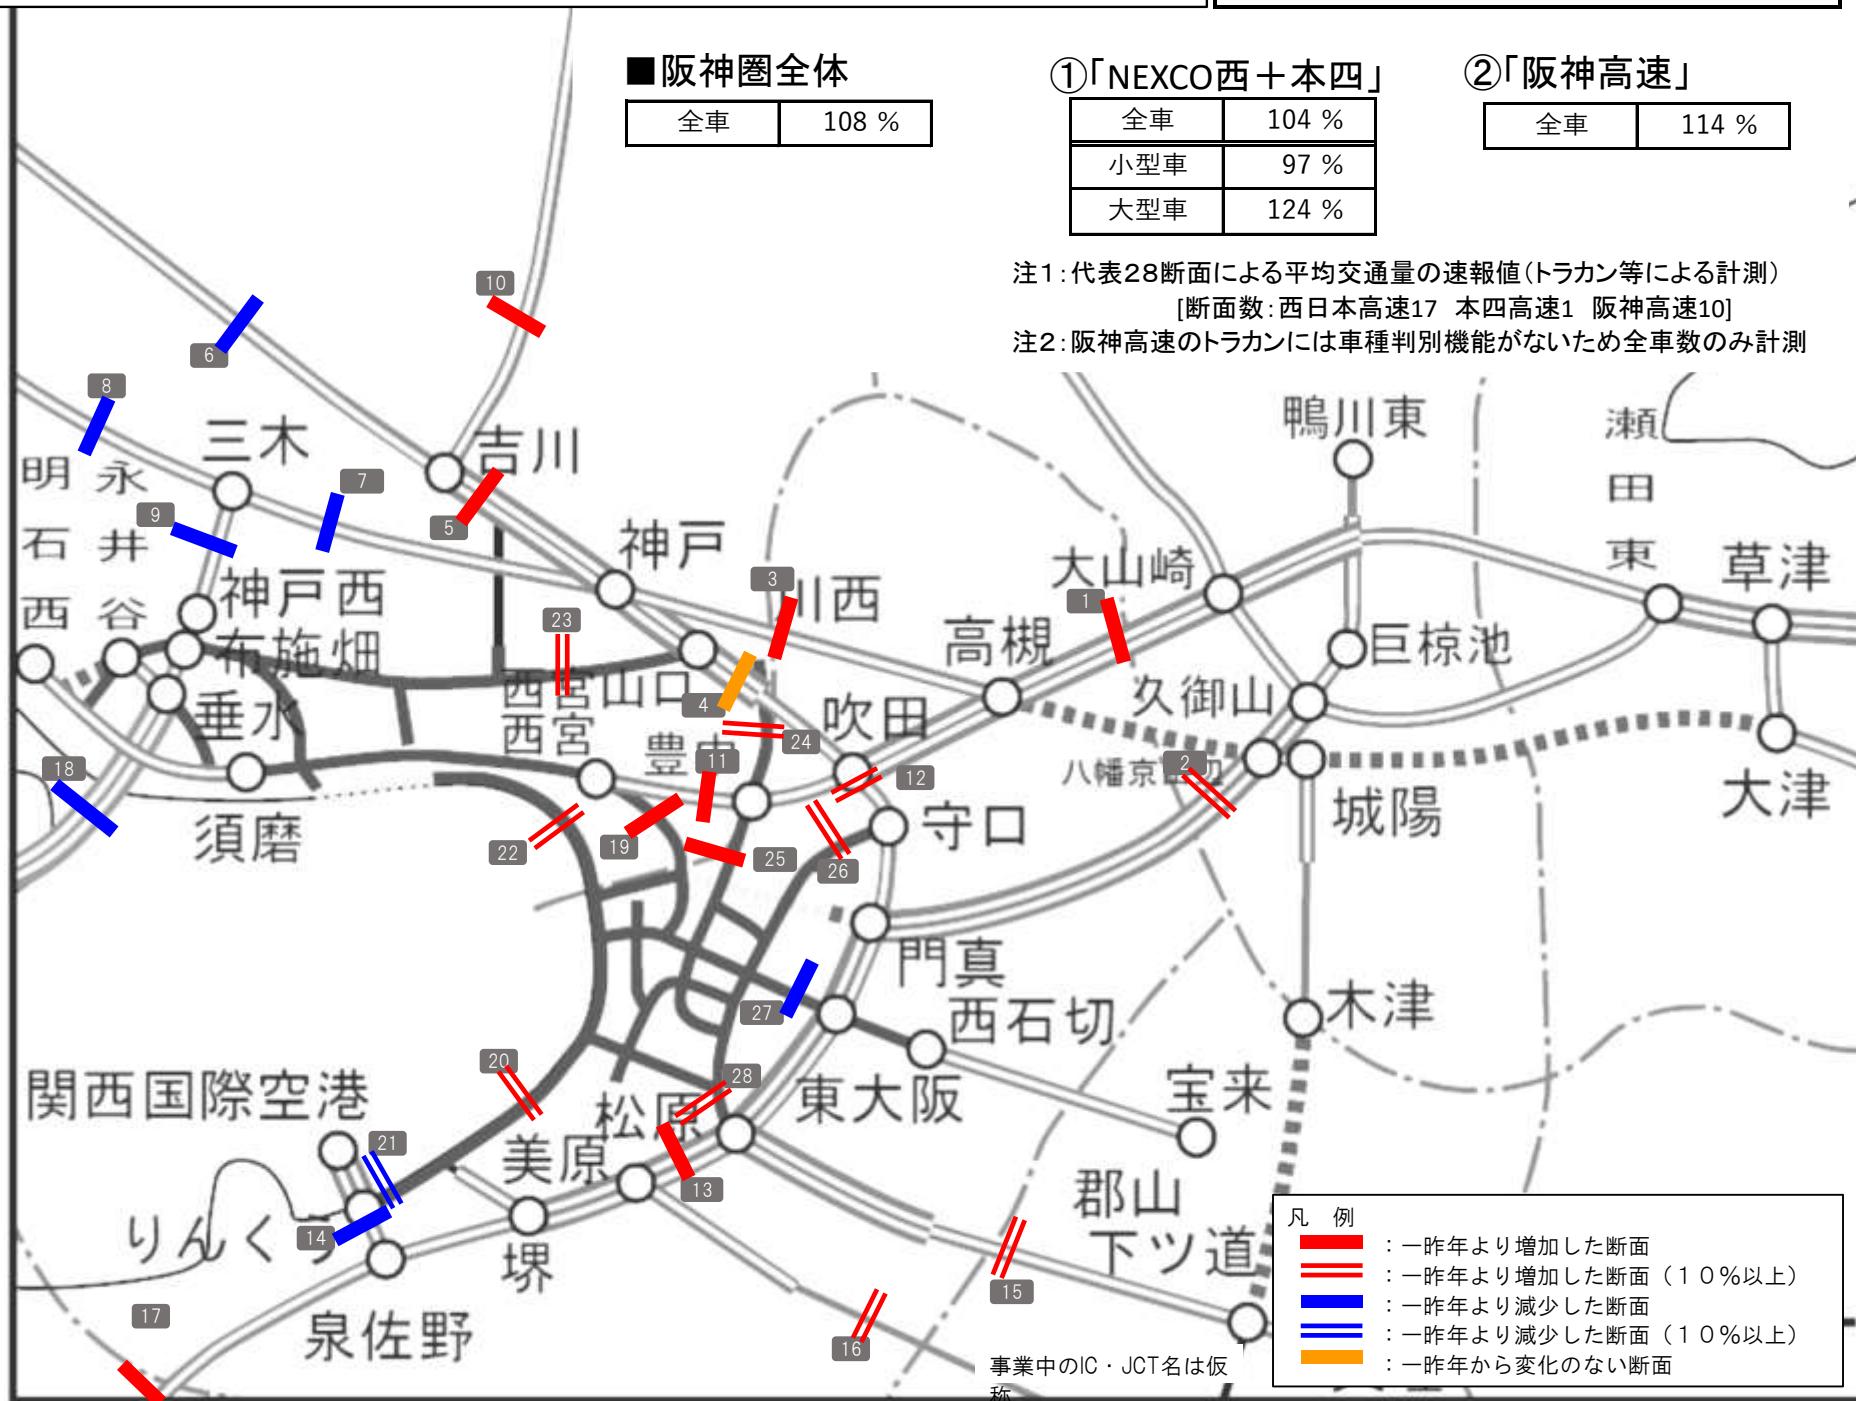 ■阪神圏全体
全車 108 %
①「NEXCO西＋本四」
全車 104 %
小型車 97 %
大型車 124 %
②「阪神高速」
全車 114 %
注１：代表２８断面による平均交通量の速報値（トラカン等による計測）
[断面数：西日本高速17 本四高速1 阪神高速10]
注２：阪神高速のトラカンには車種判別機能がないため全車数のみ計測
10
6
8
三木
吉川
鴨川東
瀬田東
明石西
永井谷
7
9
5
神戸
草津
神戸西
布施畑
3
川西
大山崎
1
23
高槻
巨椋池
西宮山口
西宮
4
久御山
垂水
吹田
24
豊中
11
12
2
八幡京田辺
18
城陽
大津
須磨
22
19
25
26
守口
門真
27
西石切
木津
20
28
関西国際空港
松原
東大阪
宝来
21
美原
13
郡山
下ツ道
りんくう
14
堺
15
17
泉佐野
16
事業中のIC・JCT名は仮
称
凡 例
：一昨年より増加した断面
：一昨年より増加した断面（１０％以上）
：一昨年より減少した断面
：一昨年より減少した断面（１０％以上）
：一昨年から変化のない断面